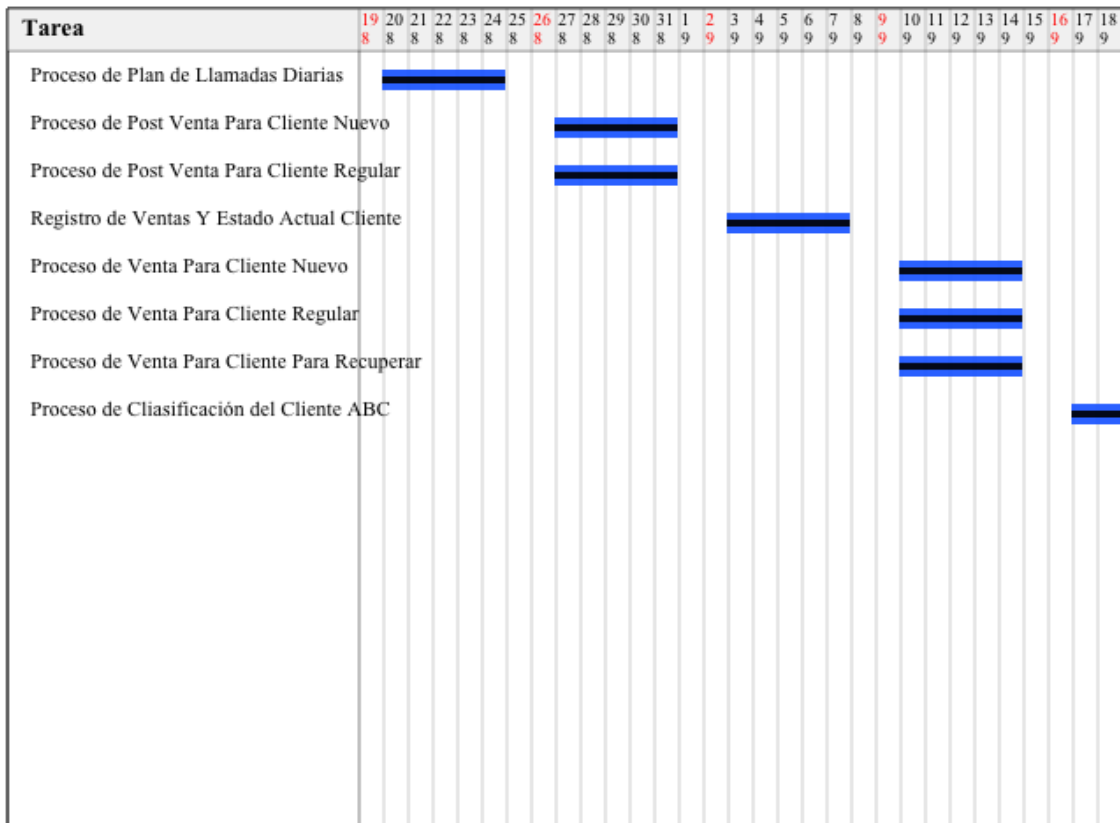 Tarea 19 20 21 22 23 24 25 26 27 28 29 30 31 1 2 3 4 5 6 7 8 9 10 11 12 13 14 15 16 17 18
8 8 8 8 8 8 8 8 8 8 8 8 8 9 9 9 9 9 9 9 9 9 9 9 9 9 9 9 9 9 9
Proceso de Plan de Llamadas Diarias
Proceso de Post Venta Para Cliente Nuevo
Proceso de Post Venta Para Cliente Regular
Registro de Ventas Y Estado Actual Cliente
Proceso de Venta Para Cliente Nuevo
Proceso de Venta Para Cliente Regular
Proceso de Venta Para Cliente Para Recuperar
Proceso de Cliasificación del Cliente ABC